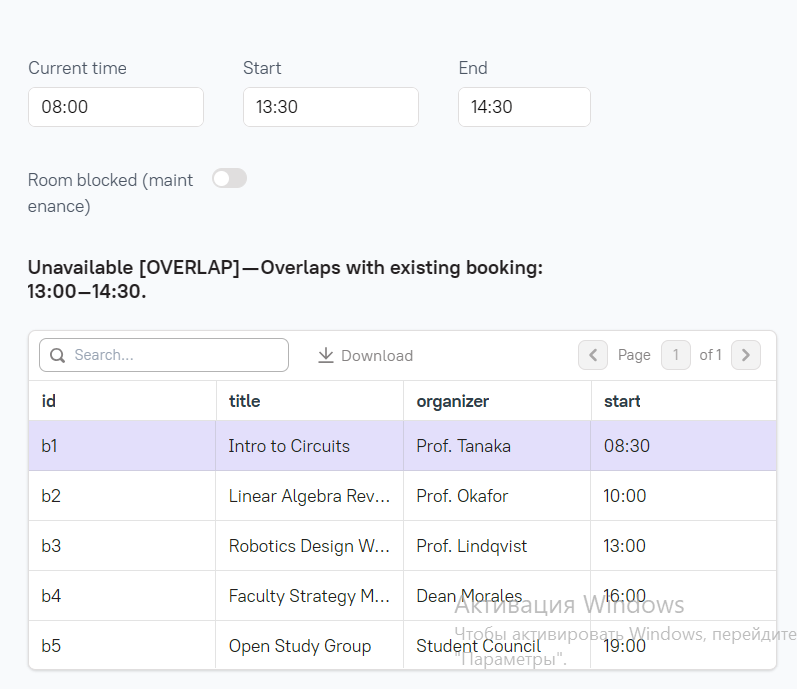 Current time Start End
08:00 13:30 14:30
Room blocked (maint
enance)
Unavailable [OVERLAP]—Overlaps with existing booking:
13:00–14:30.
Search... Download Page 1 of 1
id title organizer start
b1 Intro to Circuits Prof. Tanaka 08:30
b2 Linear Algebra Rev... Prof. Okafor 10:00
b3 Robotics Design W... Prof. Lindqvist 13:00
b4 Faculty Strategy M... Dean Morales 16:00
Активация Windows
Чтобы активировать Windows, перейдите
b5 Open Study Group Student Council 19:00
"Параметры".